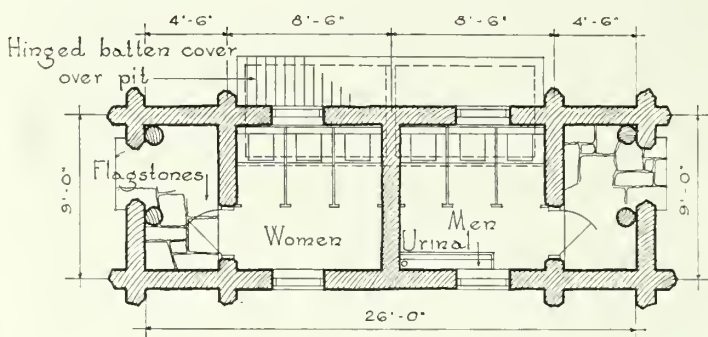 4'-6"
8'-6"
8'-6"
4'-6"
Hinged batten cover
over pit
9'-0"
Flagstones
Women
Men
Urinal
9'-0"
26'-0"